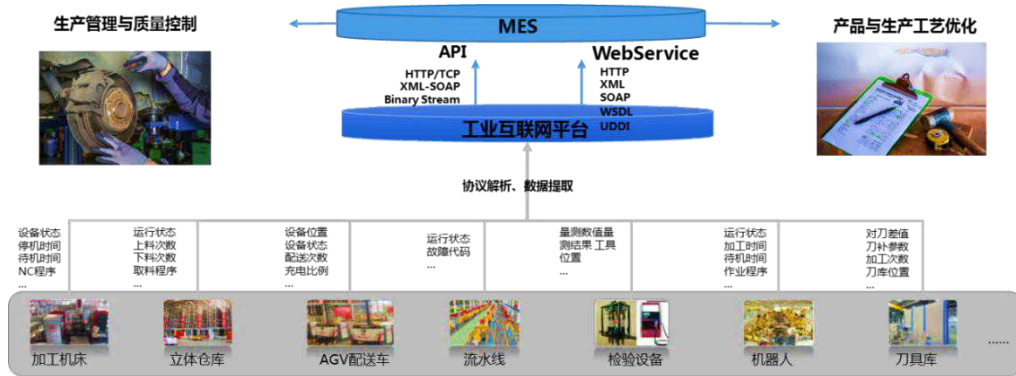 生产管理与质量控制
MES
产品与生产工艺优化
API
HTTP/TCP
XML-SOAP
Binary Stream
WebService
HTTP
XML
SOAP
WSDL
UDDI
工业互联网平台
协议解析、数据提取
设备状态
停机时间
待机时间
NC程序
...
运行状态
上料次数
下料次数
取料程序
...
设备位置
设备状态
配送次数
充电比例
...
运行状态
故障代码
...
量测数值量
测结果 工具
位置
...
运行状态
加工时间
待机时间
作业程序
...
对刀差值
刀补参数
加工次数
刀库位置
...
加工机床
立体仓库
AGV配送车
流水线
检验设备
机器人
刀具库
......